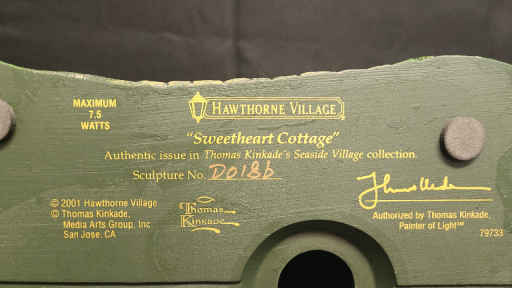 MAXIMUM
7.5
WATTS
HAWTHORNE VILLAGE
"Sweetheart Cottage"
Authentic issue in Thomas Kinkade's Seaside Village collection.
Sculpture No. D0186
© 2001 Hawthorne Village
© Thomas Kinkade,
Media Arts Group, Inc
San Jose, CA
Thomas
Kinkade
Authorized by Thomas Kinkade,
Painter of Light℠
79733